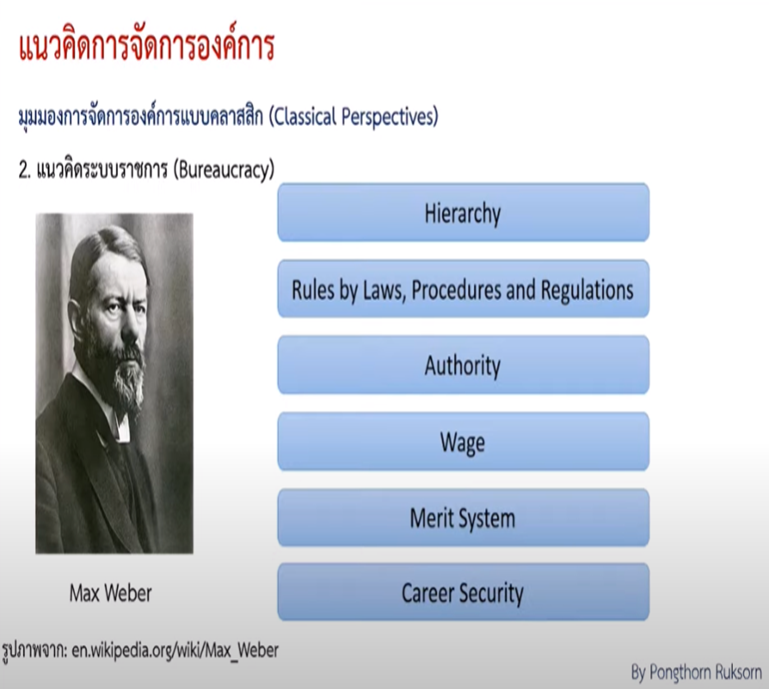 แนวคิดการจัดการองค์การ
มุมมองการจัดการองค์การแบบคลาสสิก (Classical Perspectives)
2. แนวคิดระบบราชการ (Bureaucracy)
Hierarchy
Rules by Laws, Procedures and Regulations
Authority
Wage
Merit System
Career Security
Max Weber
รูปภาพจาก: en.wikipedia.org/wiki/Max_Weber
By Pongthorn Ruksorn